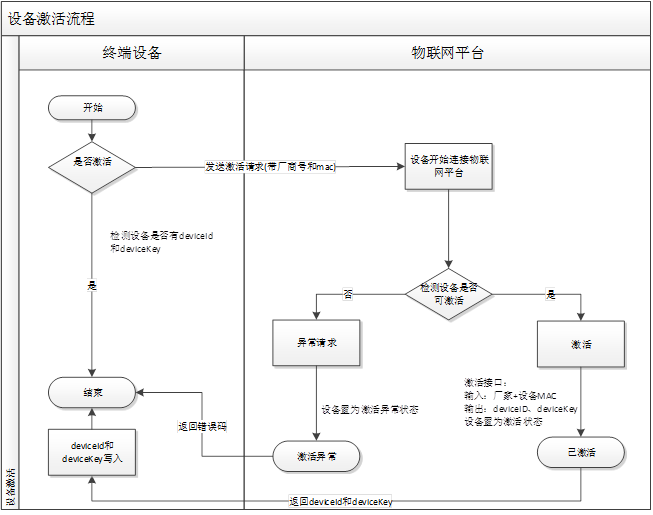 设备激活流程
终端设备
物联网平台
开始
是否激活
发送激活请求(带厂商号和mac)
设备开始连接物联
网平台
检测设备是否有deviceId
和deviceKey
是
检测设备是否
可激活
否
是
异常请求
激活
结束
设备置为激活异常状态
激活接口：
输入：厂家+设备MAC
输出：deviceID、deviceKey
设备置为激活状态
返回错误码
deviceId和
deviceKey写入
激活异常
已激活
返回deviceId和deviceKey
设备激活